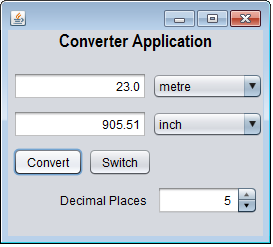 Converter Application
23.0 metre
905.51 inch
Convert Switch
Decimal Places 5